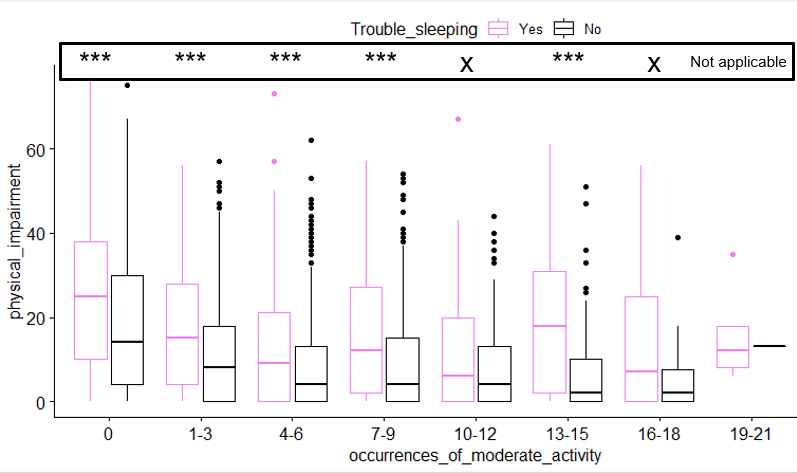 Trouble_sleeping Yes No
*** *** *** *** X *** X Not applicable
physical_impairment
60
40
20
0
0 1-3 4-6 7-9 10-12 13-15 16-18 19-21
occurrences_of_moderate_activity